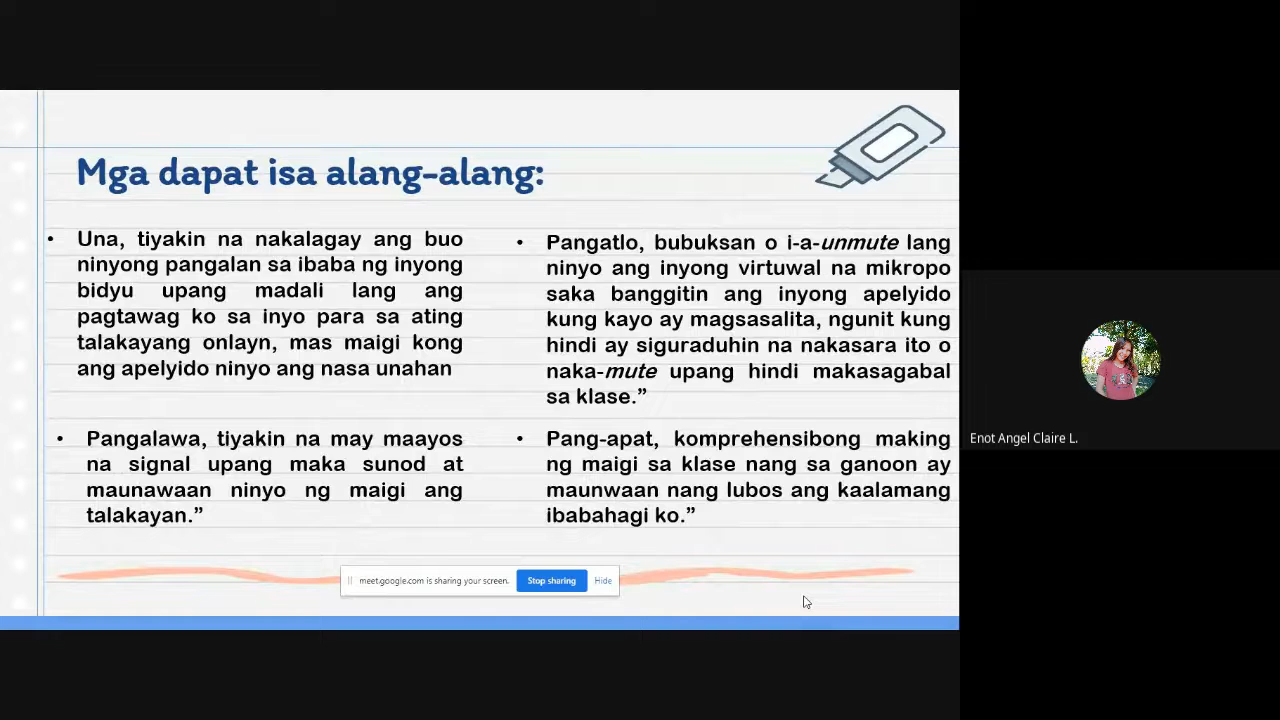 Mga dapat isa alang-alang:
• Una, tiyakin na nakalagay ang buo
ninyong pangalan sa ibaba ng inyong
bidyu upang madali lang ang
pagtawag ko sa inyo para sa ating
talakayang onlayn, mas maigi kong
ang apelyido ninyo ang nasa unahan
• Pangalawa, tiyakin na may maayos
na signal upang maka sunod at
maunawaan ninyo ng maigi ang
talakayan.”
• Pangatlo, bubuksan o i-a-unmute lang
ninyo ang inyong virtuwal na mikropo
saka banggitin ang inyong apelyido
kung kayo ay magsasalita, ngunit kung
hindi ay siguraduhin na nakasara ito o
naka-mute upang hindi makasagabal
sa klase.”
• Pang-apat, komprehensibong making
ng maigi sa klase nang sa ganoon ay
maunwaan nang lubos ang kaalamang
ibabahagi ko.”
meet.google.com is sharing your screen. Stop sharing Hide
Enot Angel Claire L.